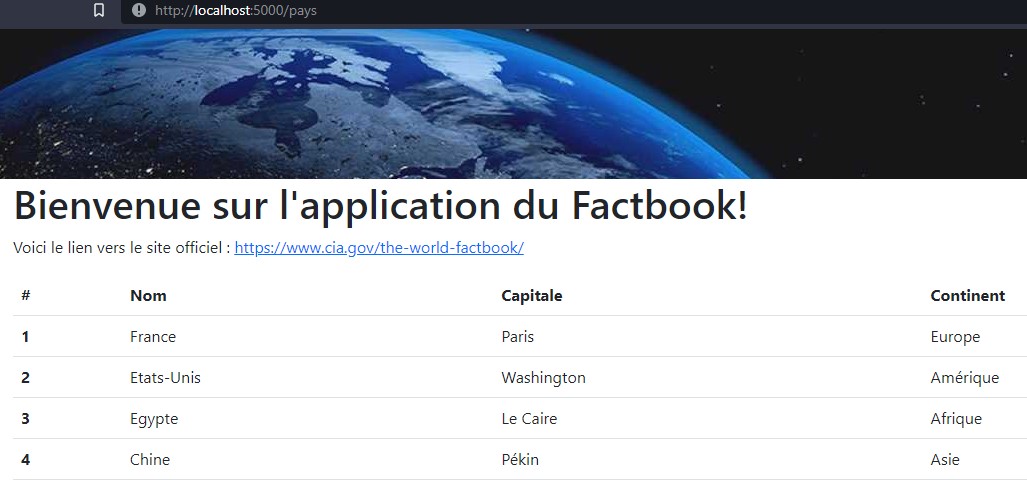 http://localhost:5000/pays
Bienvenue sur l'application du Factbook!
Voici le lien vers le site officiel : https://www.cia.gov/the-world-factbook/
# Nom Capitale Continent
1 France Paris Europe
2 Etats-Unis Washington Amérique
3 Egypte Le Caire Afrique
4 Chine Pékin Asie